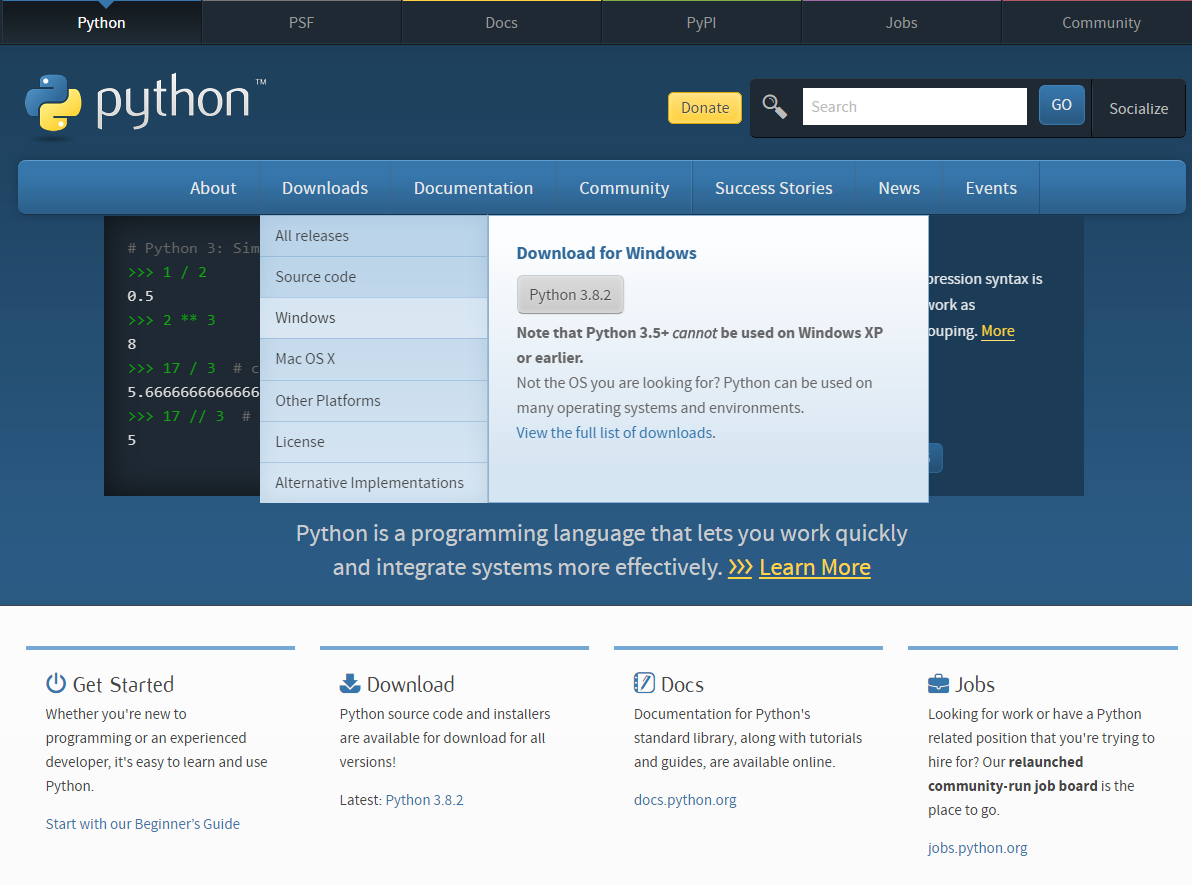 Python PSF Docs PyPI Jobs Community
python™
Donate Search GO Socialize
About Downloads Documentation Community Success Stories News Events
# Python 3: Sim
>>> 1 / 2
0.5
>>> 2 ** 3
8
>>> 17 / 3 # c
5.6666666666666
>>> 17 // 3 #
5
All releases
Source code
Windows
Mac OS X
Other Platforms
License
Alternative Implementations
Download for Windows
Python 3.8.2
Note that Python 3.5+ cannot be used on Windows XP
or earlier.
Not the OS you are looking for? Python can be used on
many operating systems and environments.
View the full list of downloads.
pression syntax is
work as
ouping. More
Python is a programming language that lets you work quickly
and integrate systems more effectively. >>> Learn More
Get Started
Whether you're new to
programming or an experienced
developer, it's easy to learn and use
Python.
Start with our Beginner’s Guide
Download
Python source code and installers
are available for download for all
versions!
Latest: Python 3.8.2
Docs
Documentation for Python's
standard library, along with tutorials
and guides, are available online.
docs.python.org
Jobs
Looking for work or have a Python
related position that you're trying to
hire for? Our relaunched
community-run job board is the
place to go.
jobs.python.org